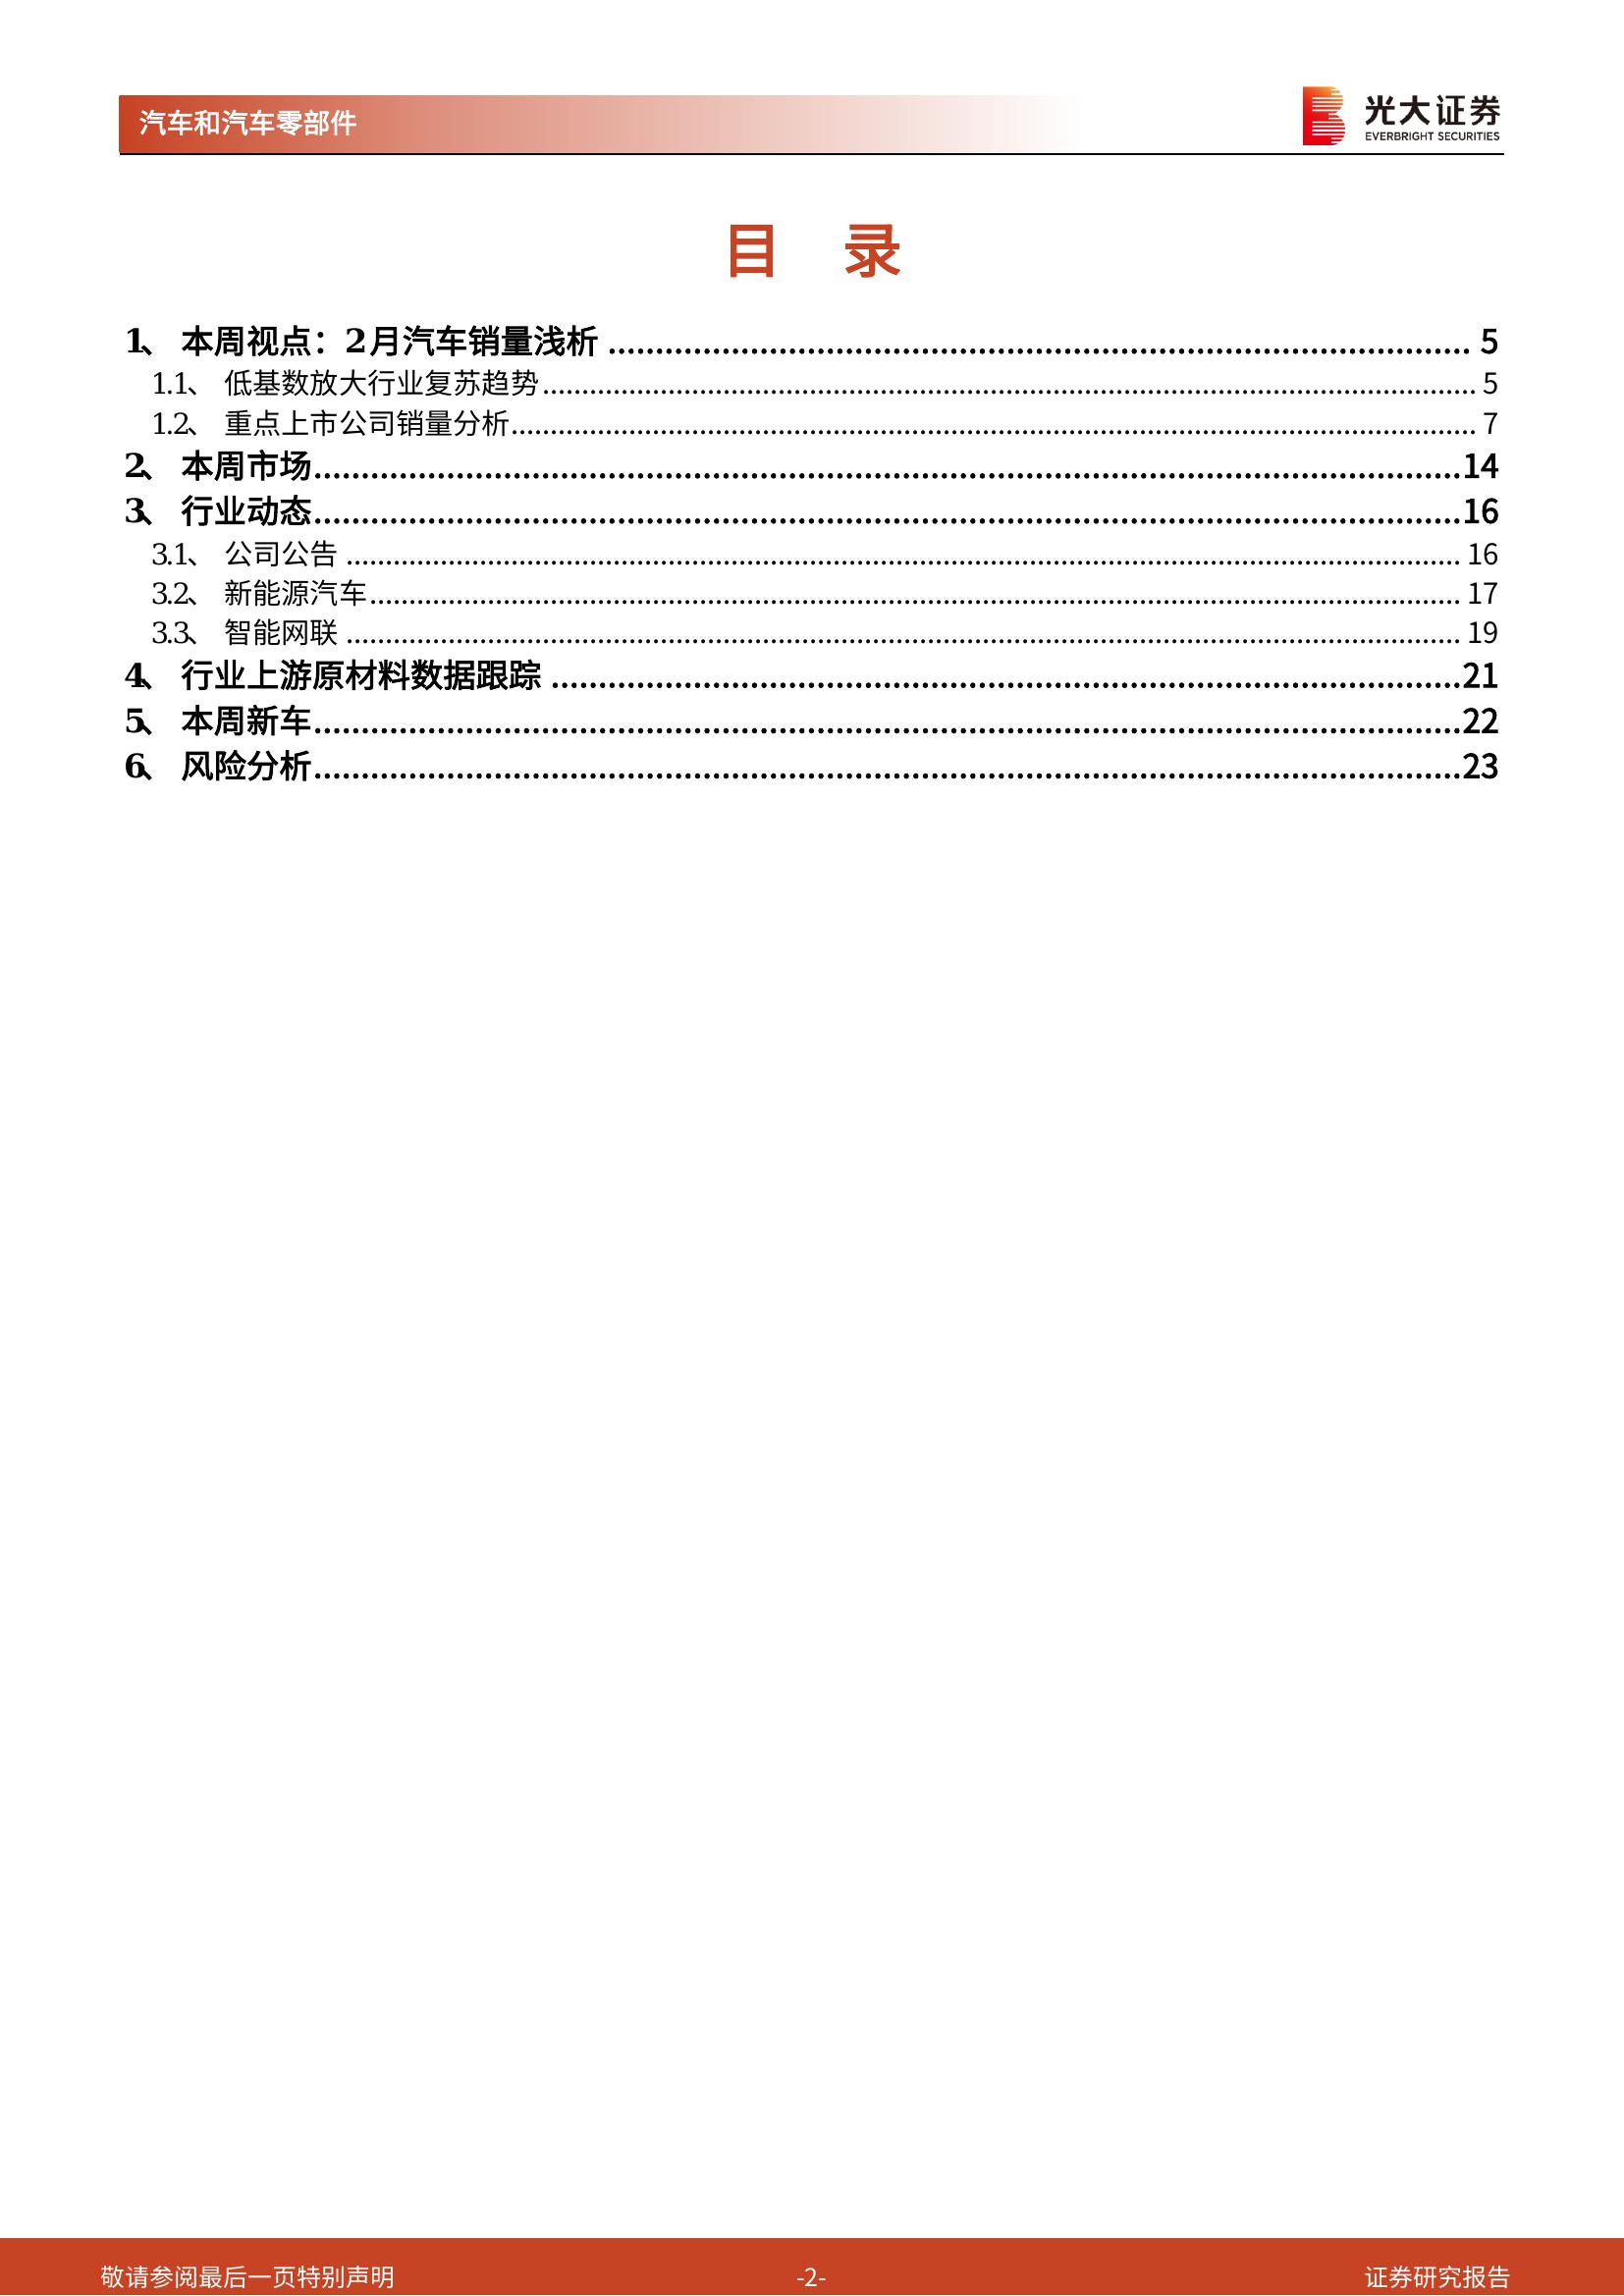 汽车和汽车零部件
光大证券
EVERBRIGHT SECURITIES
目 录
1、 本周视点：2月汽车销量浅析 ........ 5
1.1、 低基数放大行业复苏趋势 ........ 5
1.2、 重点上市公司销量分析 ........ 7
2、 本周市场 ........ 14
3、 行业动态 ........ 16
3.1、 公司公告 ........ 16
3.2、 新能源汽车 ........ 17
3.3、 智能网联 ........ 19
4、 行业上游原材料数据跟踪 ........ 21
5、 本周新车 ........ 22
6、 风险分析 ........ 23
敬请参阅最后一页特别声明 -2- 证券研究报告